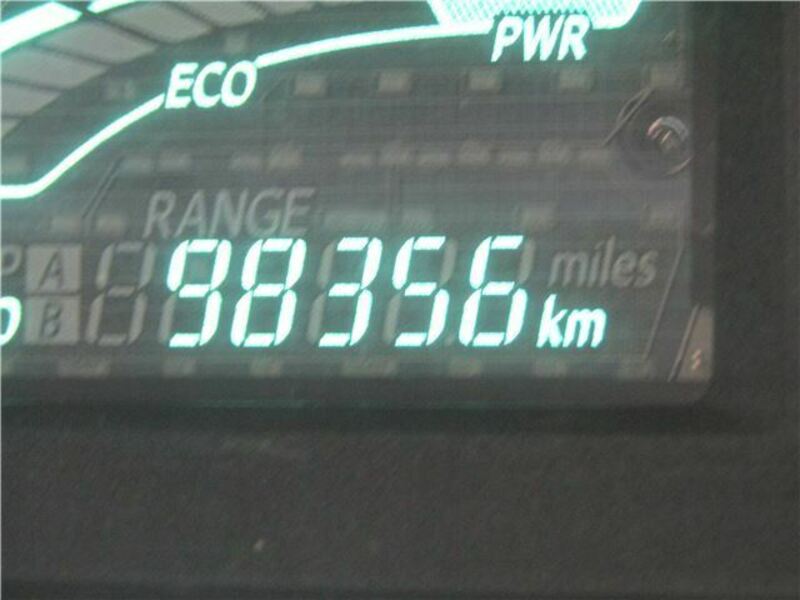 PWR
ECO
RANGE
P A
98356 miles
O B km